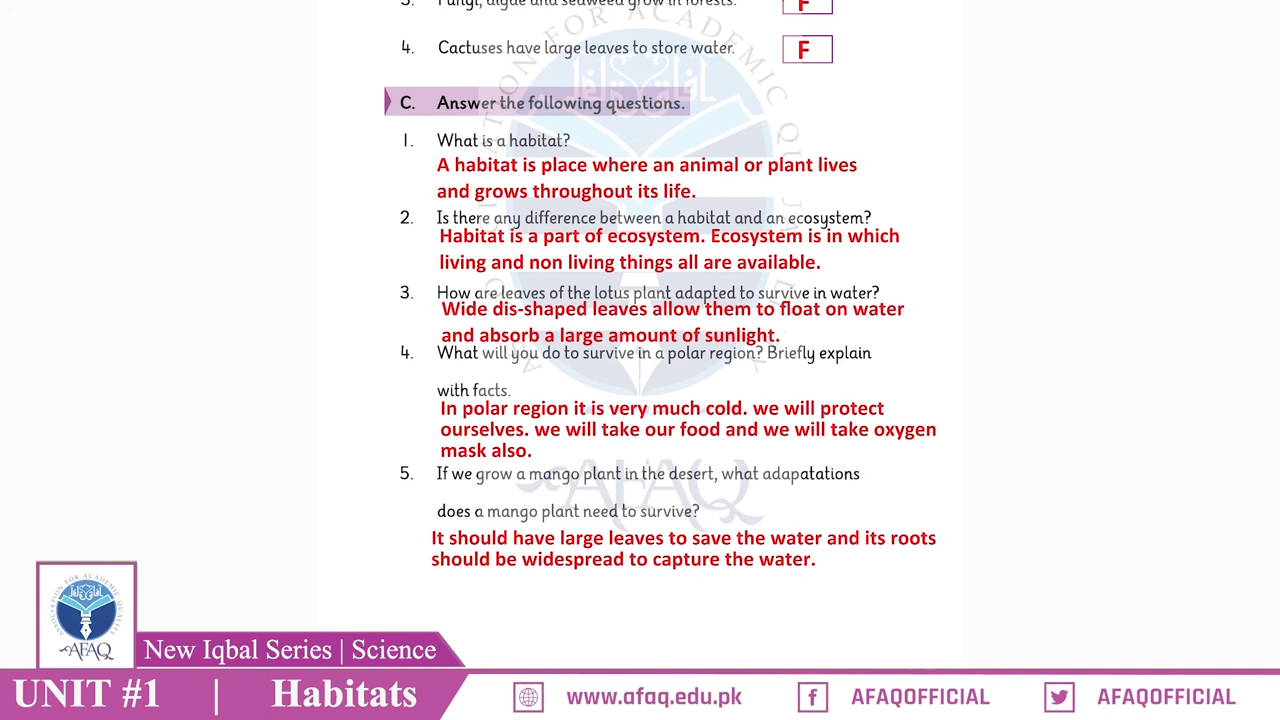 3. Fungi, algae and seaweed grow in forests. F
4. Cactuses have large leaves to store water. F
C. Answer the following questions.
1. What is a habitat?
A habitat is place where an animal or plant lives
and grows throughout its life.
2. Is there any difference between a habitat and an ecosystem?
Habitat is a part of ecosystem. Ecosystem is in which
living and non living things all are available.
3. How are leaves of the lotus plant adapted to survive in water?
Wide dis-shaped leaves allow them to float on water
and absorb a large amount of sunlight.
4. What will you do to survive in a polar region? Briefly explain
with facts.
In polar region it is very much cold. we will protect
ourselves. we will take our food and we will take oxygen
mask also.
5. If we grow a mango plant in the desert, what adapatations
does a mango plant need to survive?
It should have large leaves to save the water and its roots
should be widespread to capture the water.
ASSOCIATION FOR ACADEMIC QUALITY
AFAQ
New Iqbal Series | Science
UNIT #1 | Habitats
www.afaq.edu.pk
AFAQOFFICIAL
AFAQOFFICIAL